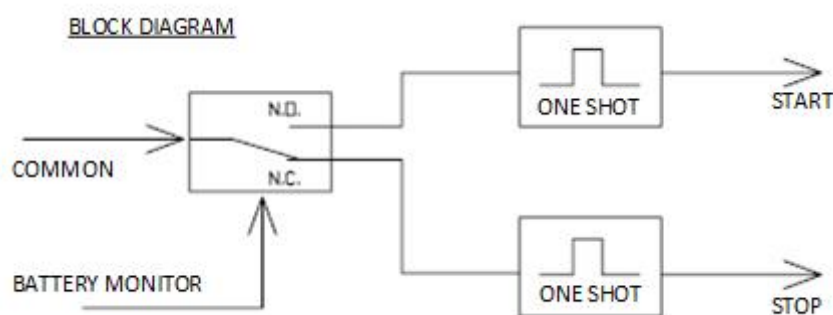 BLOCK DIAGRAM
ONE SHOT
START
N.O.
COMMON
N.C.
BATTERY MONITOR
ONE SHOT
STOP